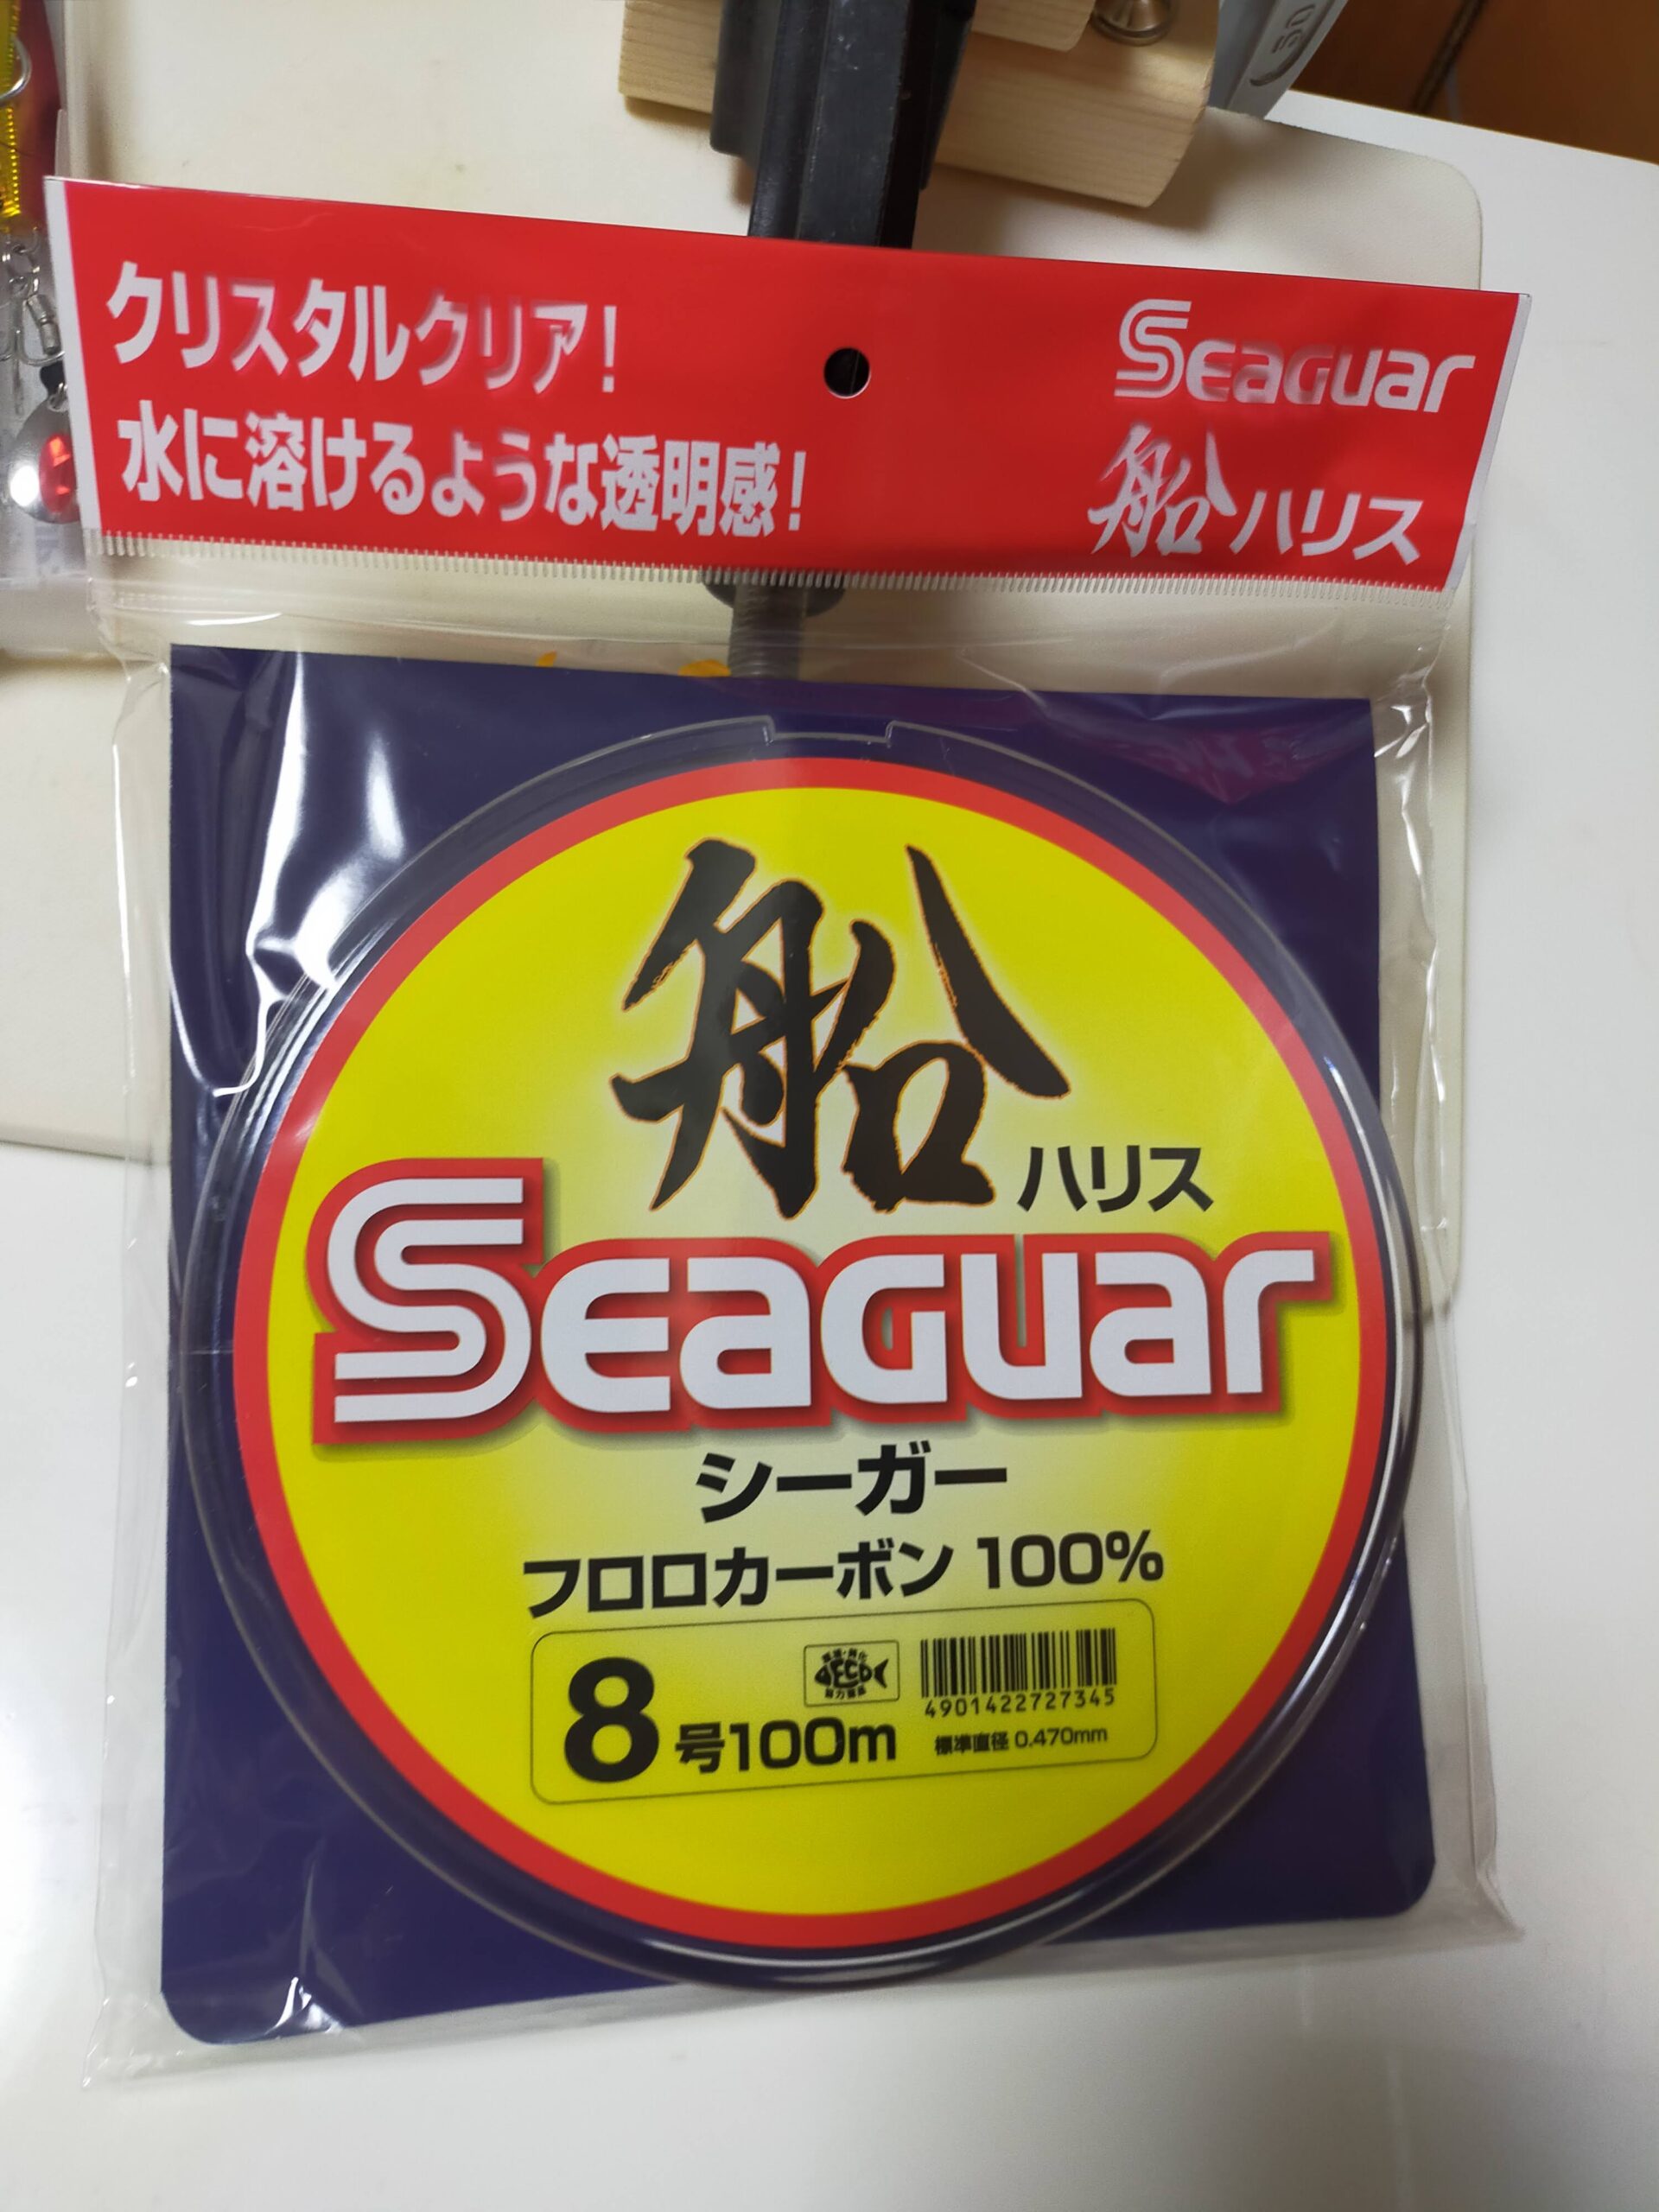 クリスタルクリア!
水に溶けるような透明感!
Seaguar
船ハリス
船ハリス
Seaguar
シーガー
フロロカーボン 100%
8号100m
ECO
4901422727345
標準直径 0.470mm
50